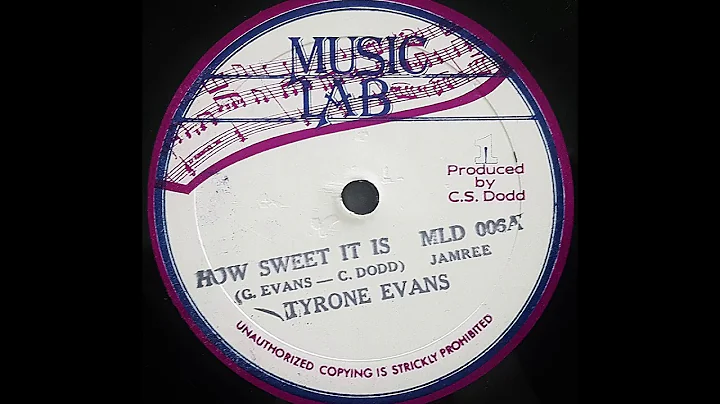 MUSIC
LAB
1
Produced
by
C.S. Dodd
HOW SWEET IT IS MLD 006A
(G. EVANS — C. DODD) JAMREE
TYRONE EVANS
UNAUTHORIZED COPYING IS STRICTLY PROHIBITED